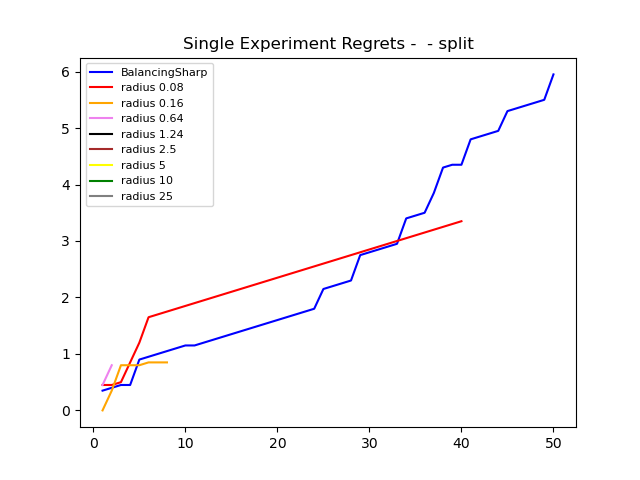 Single Experiment Regrets -  - split
BalancingSharp
radius 0.08
radius 0.16
radius 0.64
radius 1.24
radius 2.5
radius 5
radius 10
radius 25
6
5
4
3
2
1
0
0 10 20 30 40 50